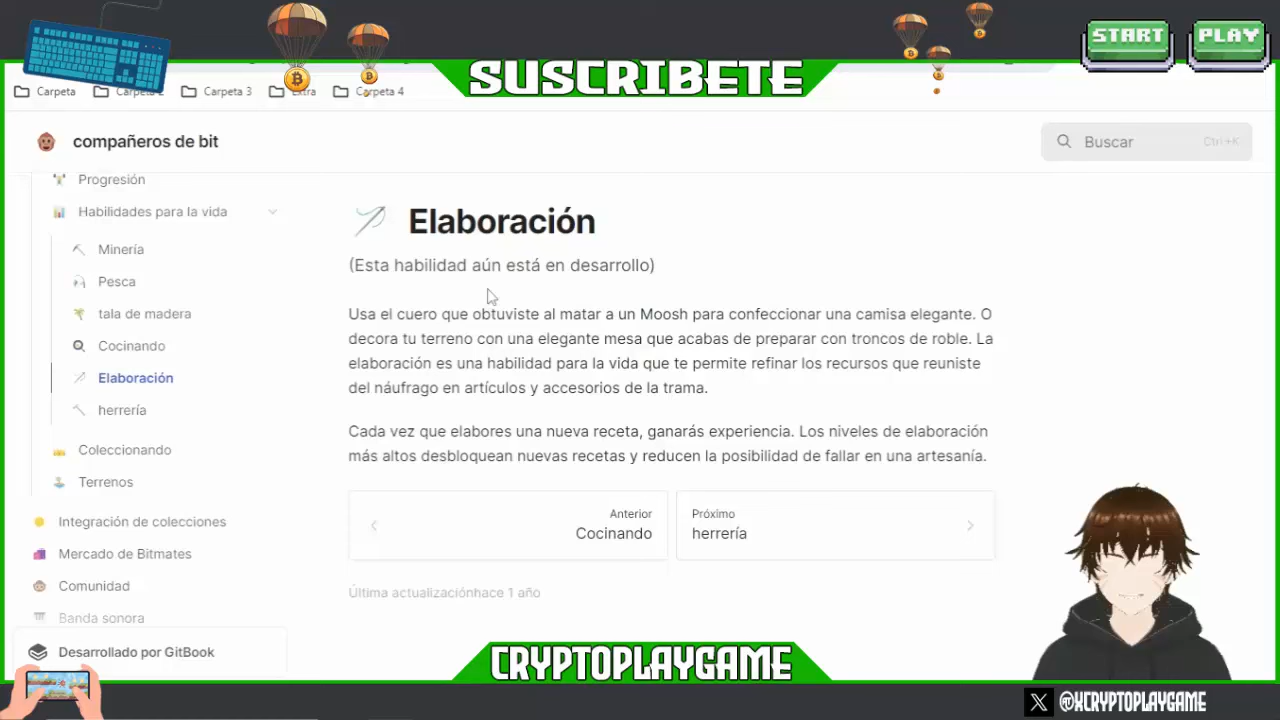 START
PLAY
SUSCRIBETE
Carpeta
Carpeta 2
Carpeta 3
Extra
Carpeta 4
compañeros de bit
Buscar
Ctrl+K
Progresión
Habilidades para la vida
Minería
Pesca
tala de madera
Cocinando
Elaboración
herrería
Coleccionando
Terrenos
Integración de colecciones
Mercado de Bitmates
Comunidad
Banda sonora
Desarrollado por GitBook
Elaboración
(Esta habilidad aún está en desarrollo)
Usa el cuero que obtuviste al matar a un Moosh para confeccionar una camisa elegante. O
decora tu terreno con una elegante mesa que acabas de preparar con troncos de roble. La
elaboración es una habilidad para la vida que te permite refinar los recursos que reuniste
del náufrago en artículos y accesorios de la trama.
Cada vez que elabores una nueva receta, ganarás experiencia. Los niveles de elaboración
más altos desbloquean nuevas recetas y reducen la posibilidad de fallar en una artesanía.
Anterior
Cocinando
Próximo
herrería
Última actualizaciónhace 1 año
CRYPTOPLAYGAME
X @XCRYPTOPLAYGAME